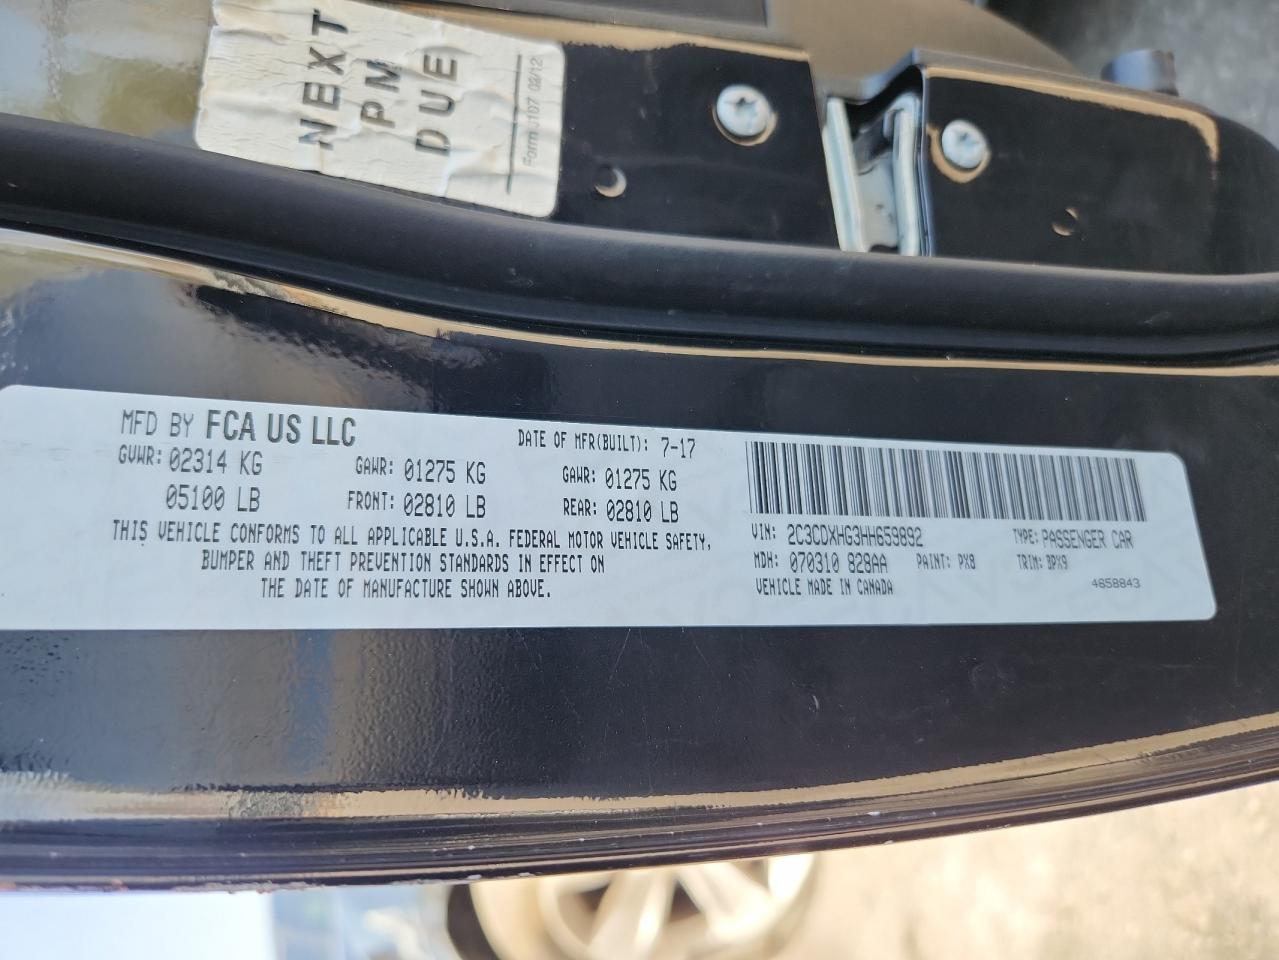 NEXT
PM
DUE
Form 5107 09/12
MFD BY FCA US LLC
DATE OF MFR(BUILT): 7-17
GVWR: 02314 KG
05100 LB
GAWR: 01275 KG
FRONT: 02810 LB
GAWR: 01275 KG
REAR: 02810 LB
THIS VEHICLE CONFORMS TO ALL APPLICABLE U.S.A. FEDERAL MOTOR VEHICLE SAFETY,
BUMPER AND THEFT PREVENTION STANDARDS IN EFFECT ON
THE DATE OF MANUFACTURE SHOWN ABOVE.
VIN: 2C3CDXHG3HH659892
TYPE: PASSENGER CAR
MDH: 070310 828AA
PAINT: PX8
TRIM: BPX9
VEHICLE MADE IN CANADA
4658843